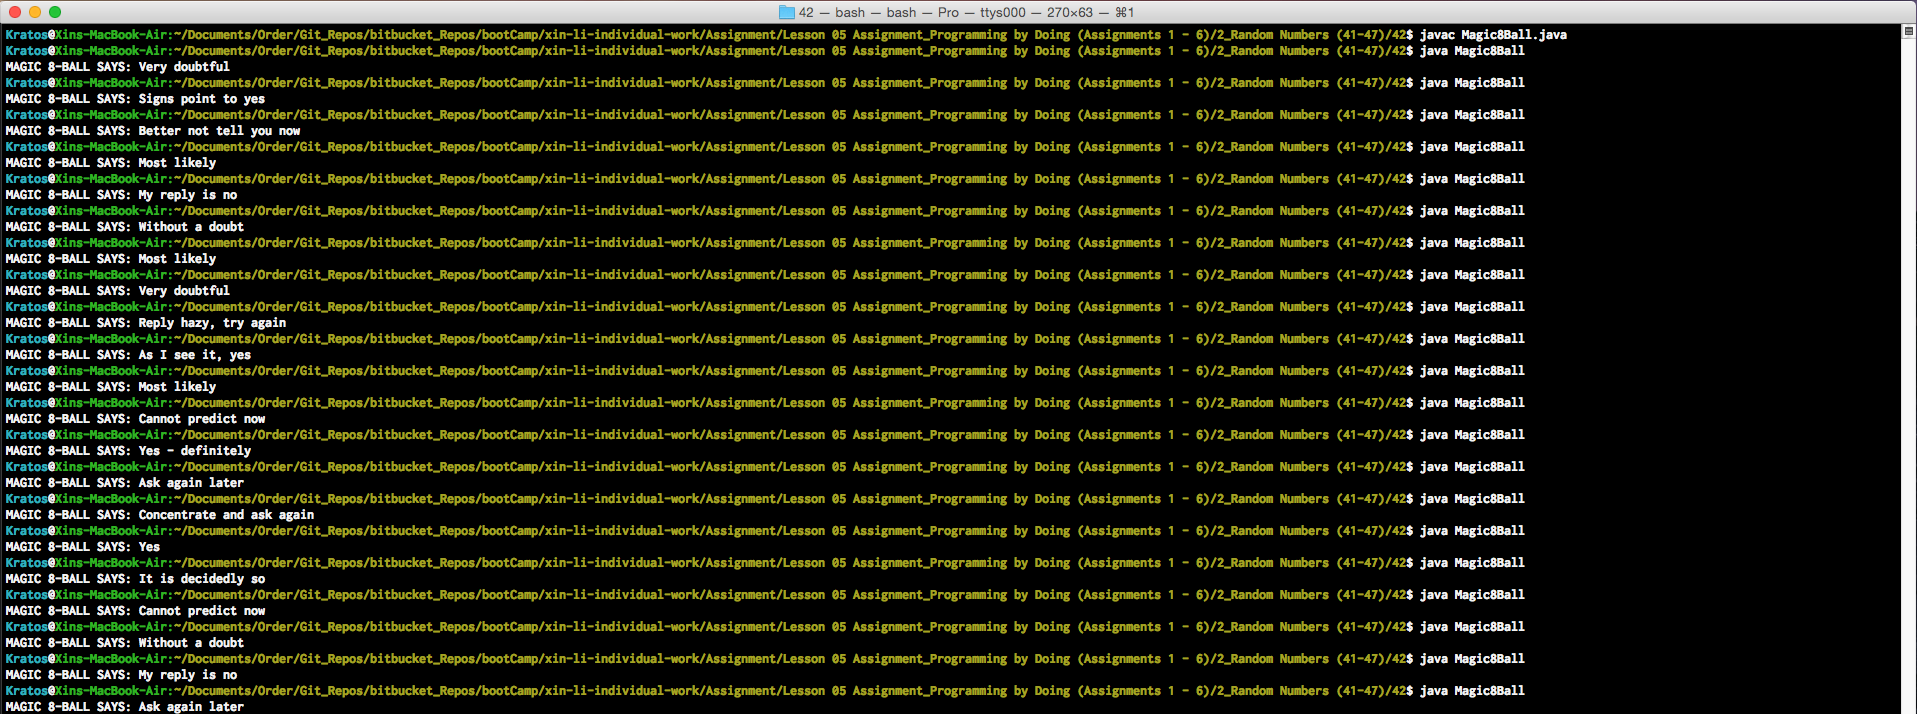 42 — bash — bash — Pro — ttys000 — 270×63 — ⌘1
Kratos@Xins-MacBook-Air:~/Documents/Order/Git_Repos/bitbucket_Repos/bootCamp/xin-li-individual-work/Assignment/Lesson 05 Assignment_Programming by Doing (Assignments 1 - 6)/2_Random Numbers (41-47)/42$ javac Magic8Ball.java
Kratos@Xins-MacBook-Air:~/Documents/Order/Git_Repos/bitbucket_Repos/bootCamp/xin-li-individual-work/Assignment/Lesson 05 Assignment_Programming by Doing (Assignments 1 - 6)/2_Random Numbers (41-47)/42$ java Magic8Ball
MAGIC 8-BALL SAYS: Very doubtful
Kratos@Xins-MacBook-Air:~/Documents/Order/Git_Repos/bitbucket_Repos/bootCamp/xin-li-individual-work/Assignment/Lesson 05 Assignment_Programming by Doing (Assignments 1 - 6)/2_Random Numbers (41-47)/42$ java Magic8Ball
MAGIC 8-BALL SAYS: Signs point to yes
Kratos@Xins-MacBook-Air:~/Documents/Order/Git_Repos/bitbucket_Repos/bootCamp/xin-li-individual-work/Assignment/Lesson 05 Assignment_Programming by Doing (Assignments 1 - 6)/2_Random Numbers (41-47)/42$ java Magic8Ball
MAGIC 8-BALL SAYS: Better not tell you now
Kratos@Xins-MacBook-Air:~/Documents/Order/Git_Repos/bitbucket_Repos/bootCamp/xin-li-individual-work/Assignment/Lesson 05 Assignment_Programming by Doing (Assignments 1 - 6)/2_Random Numbers (41-47)/42$ java Magic8Ball
MAGIC 8-BALL SAYS: Most likely
Kratos@Xins-MacBook-Air:~/Documents/Order/Git_Repos/bitbucket_Repos/bootCamp/xin-li-individual-work/Assignment/Lesson 05 Assignment_Programming by Doing (Assignments 1 - 6)/2_Random Numbers (41-47)/42$ java Magic8Ball
MAGIC 8-BALL SAYS: My reply is no
Kratos@Xins-MacBook-Air:~/Documents/Order/Git_Repos/bitbucket_Repos/bootCamp/xin-li-individual-work/Assignment/Lesson 05 Assignment_Programming by Doing (Assignments 1 - 6)/2_Random Numbers (41-47)/42$ java Magic8Ball
MAGIC 8-BALL SAYS: Without a doubt
Kratos@Xins-MacBook-Air:~/Documents/Order/Git_Repos/bitbucket_Repos/bootCamp/xin-li-individual-work/Assignment/Lesson 05 Assignment_Programming by Doing (Assignments 1 - 6)/2_Random Numbers (41-47)/42$ java Magic8Ball
MAGIC 8-BALL SAYS: Most likely
Kratos@Xins-MacBook-Air:~/Documents/Order/Git_Repos/bitbucket_Repos/bootCamp/xin-li-individual-work/Assignment/Lesson 05 Assignment_Programming by Doing (Assignments 1 - 6)/2_Random Numbers (41-47)/42$ java Magic8Ball
MAGIC 8-BALL SAYS: Very doubtful
Kratos@Xins-MacBook-Air:~/Documents/Order/Git_Repos/bitbucket_Repos/bootCamp/xin-li-individual-work/Assignment/Lesson 05 Assignment_Programming by Doing (Assignments 1 - 6)/2_Random Numbers (41-47)/42$ java Magic8Ball
MAGIC 8-BALL SAYS: Reply hazy, try again
Kratos@Xins-MacBook-Air:~/Documents/Order/Git_Repos/bitbucket_Repos/bootCamp/xin-li-individual-work/Assignment/Lesson 05 Assignment_Programming by Doing (Assignments 1 - 6)/2_Random Numbers (41-47)/42$ java Magic8Ball
MAGIC 8-BALL SAYS: As I see it, yes
Kratos@Xins-MacBook-Air:~/Documents/Order/Git_Repos/bitbucket_Repos/bootCamp/xin-li-individual-work/Assignment/Lesson 05 Assignment_Programming by Doing (Assignments 1 - 6)/2_Random Numbers (41-47)/42$ java Magic8Ball
MAGIC 8-BALL SAYS: Most likely
Kratos@Xins-MacBook-Air:~/Documents/Order/Git_Repos/bitbucket_Repos/bootCamp/xin-li-individual-work/Assignment/Lesson 05 Assignment_Programming by Doing (Assignments 1 - 6)/2_Random Numbers (41-47)/42$ java Magic8Ball
MAGIC 8-BALL SAYS: Cannot predict now
Kratos@Xins-MacBook-Air:~/Documents/Order/Git_Repos/bitbucket_Repos/bootCamp/xin-li-individual-work/Assignment/Lesson 05 Assignment_Programming by Doing (Assignments 1 - 6)/2_Random Numbers (41-47)/42$ java Magic8Ball
MAGIC 8-BALL SAYS: Yes - definitely
Kratos@Xins-MacBook-Air:~/Documents/Order/Git_Repos/bitbucket_Repos/bootCamp/xin-li-individual-work/Assignment/Lesson 05 Assignment_Programming by Doing (Assignments 1 - 6)/2_Random Numbers (41-47)/42$ java Magic8Ball
MAGIC 8-BALL SAYS: Ask again later
Kratos@Xins-MacBook-Air:~/Documents/Order/Git_Repos/bitbucket_Repos/bootCamp/xin-li-individual-work/Assignment/Lesson 05 Assignment_Programming by Doing (Assignments 1 - 6)/2_Random Numbers (41-47)/42$ java Magic8Ball
MAGIC 8-BALL SAYS: Concentrate and ask again
Kratos@Xins-MacBook-Air:~/Documents/Order/Git_Repos/bitbucket_Repos/bootCamp/xin-li-individual-work/Assignment/Lesson 05 Assignment_Programming by Doing (Assignments 1 - 6)/2_Random Numbers (41-47)/42$ java Magic8Ball
MAGIC 8-BALL SAYS: Yes
Kratos@Xins-MacBook-Air:~/Documents/Order/Git_Repos/bitbucket_Repos/bootCamp/xin-li-individual-work/Assignment/Lesson 05 Assignment_Programming by Doing (Assignments 1 - 6)/2_Random Numbers (41-47)/42$ java Magic8Ball
MAGIC 8-BALL SAYS: It is decidedly so
Kratos@Xins-MacBook-Air:~/Documents/Order/Git_Repos/bitbucket_Repos/bootCamp/xin-li-individual-work/Assignment/Lesson 05 Assignment_Programming by Doing (Assignments 1 - 6)/2_Random Numbers (41-47)/42$ java Magic8Ball
MAGIC 8-BALL SAYS: Cannot predict now
Kratos@Xins-MacBook-Air:~/Documents/Order/Git_Repos/bitbucket_Repos/bootCamp/xin-li-individual-work/Assignment/Lesson 05 Assignment_Programming by Doing (Assignments 1 - 6)/2_Random Numbers (41-47)/42$ java Magic8Ball
MAGIC 8-BALL SAYS: Without a doubt
Kratos@Xins-MacBook-Air:~/Documents/Order/Git_Repos/bitbucket_Repos/bootCamp/xin-li-individual-work/Assignment/Lesson 05 Assignment_Programming by Doing (Assignments 1 - 6)/2_Random Numbers (41-47)/42$ java Magic8Ball
MAGIC 8-BALL SAYS: My reply is no
Kratos@Xins-MacBook-Air:~/Documents/Order/Git_Repos/bitbucket_Repos/bootCamp/xin-li-individual-work/Assignment/Lesson 05 Assignment_Programming by Doing (Assignments 1 - 6)/2_Random Numbers (41-47)/42$ java Magic8Ball
MAGIC 8-BALL SAYS: Ask again later